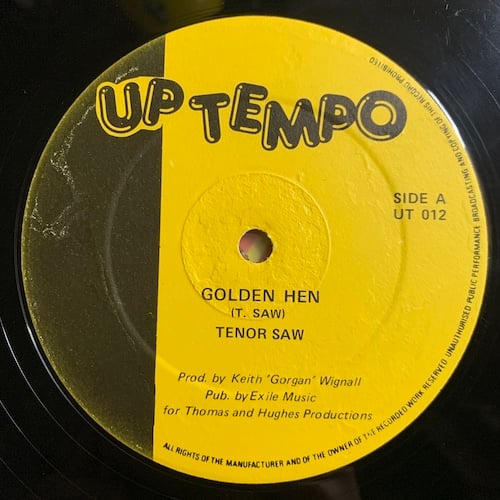 UP TEMPO
SIDE A
UT 012
GOLDEN HEN
(T. SAW)
TENOR SAW
Prod. by Keith "Gorgan" Wignall
Pub. by Exile Music
for Thomas and Hughes Productions
ALL RIGHTS OF THE MANUFACTURER AND OF THE OWNER OF THE RECORDED WORK RESERVED UNAUTHORISED PUBLIC PERFORMANCE BROADCASTING AND COPYING OF THIS RECORD PROHIBITED